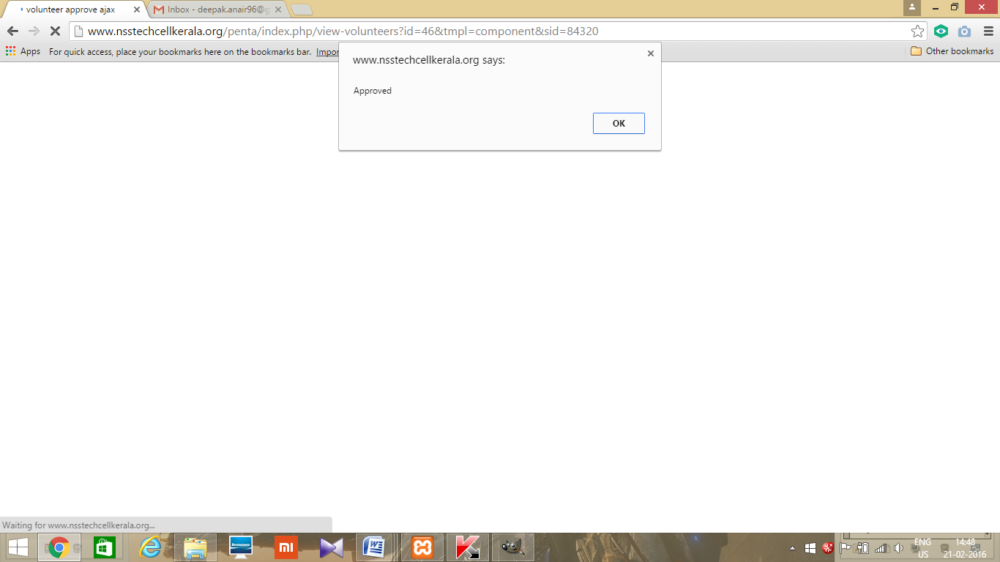 volunteer approve ajax
Inbox - deepak.anair96@g
www.nsstechcellkerala.org/penta/index.php/view-volunteers?id=46&tmpl=component&sid=84320
Apps For quick access, place your bookmarks here on the bookmarks bar. Impor
Other bookmarks
www.nsstechcellkerala.org says:
Approved
OK
Waiting for www.nsstechcellkerala.org...
lenovo
mi
ENG
US
14:48
21-02-2016